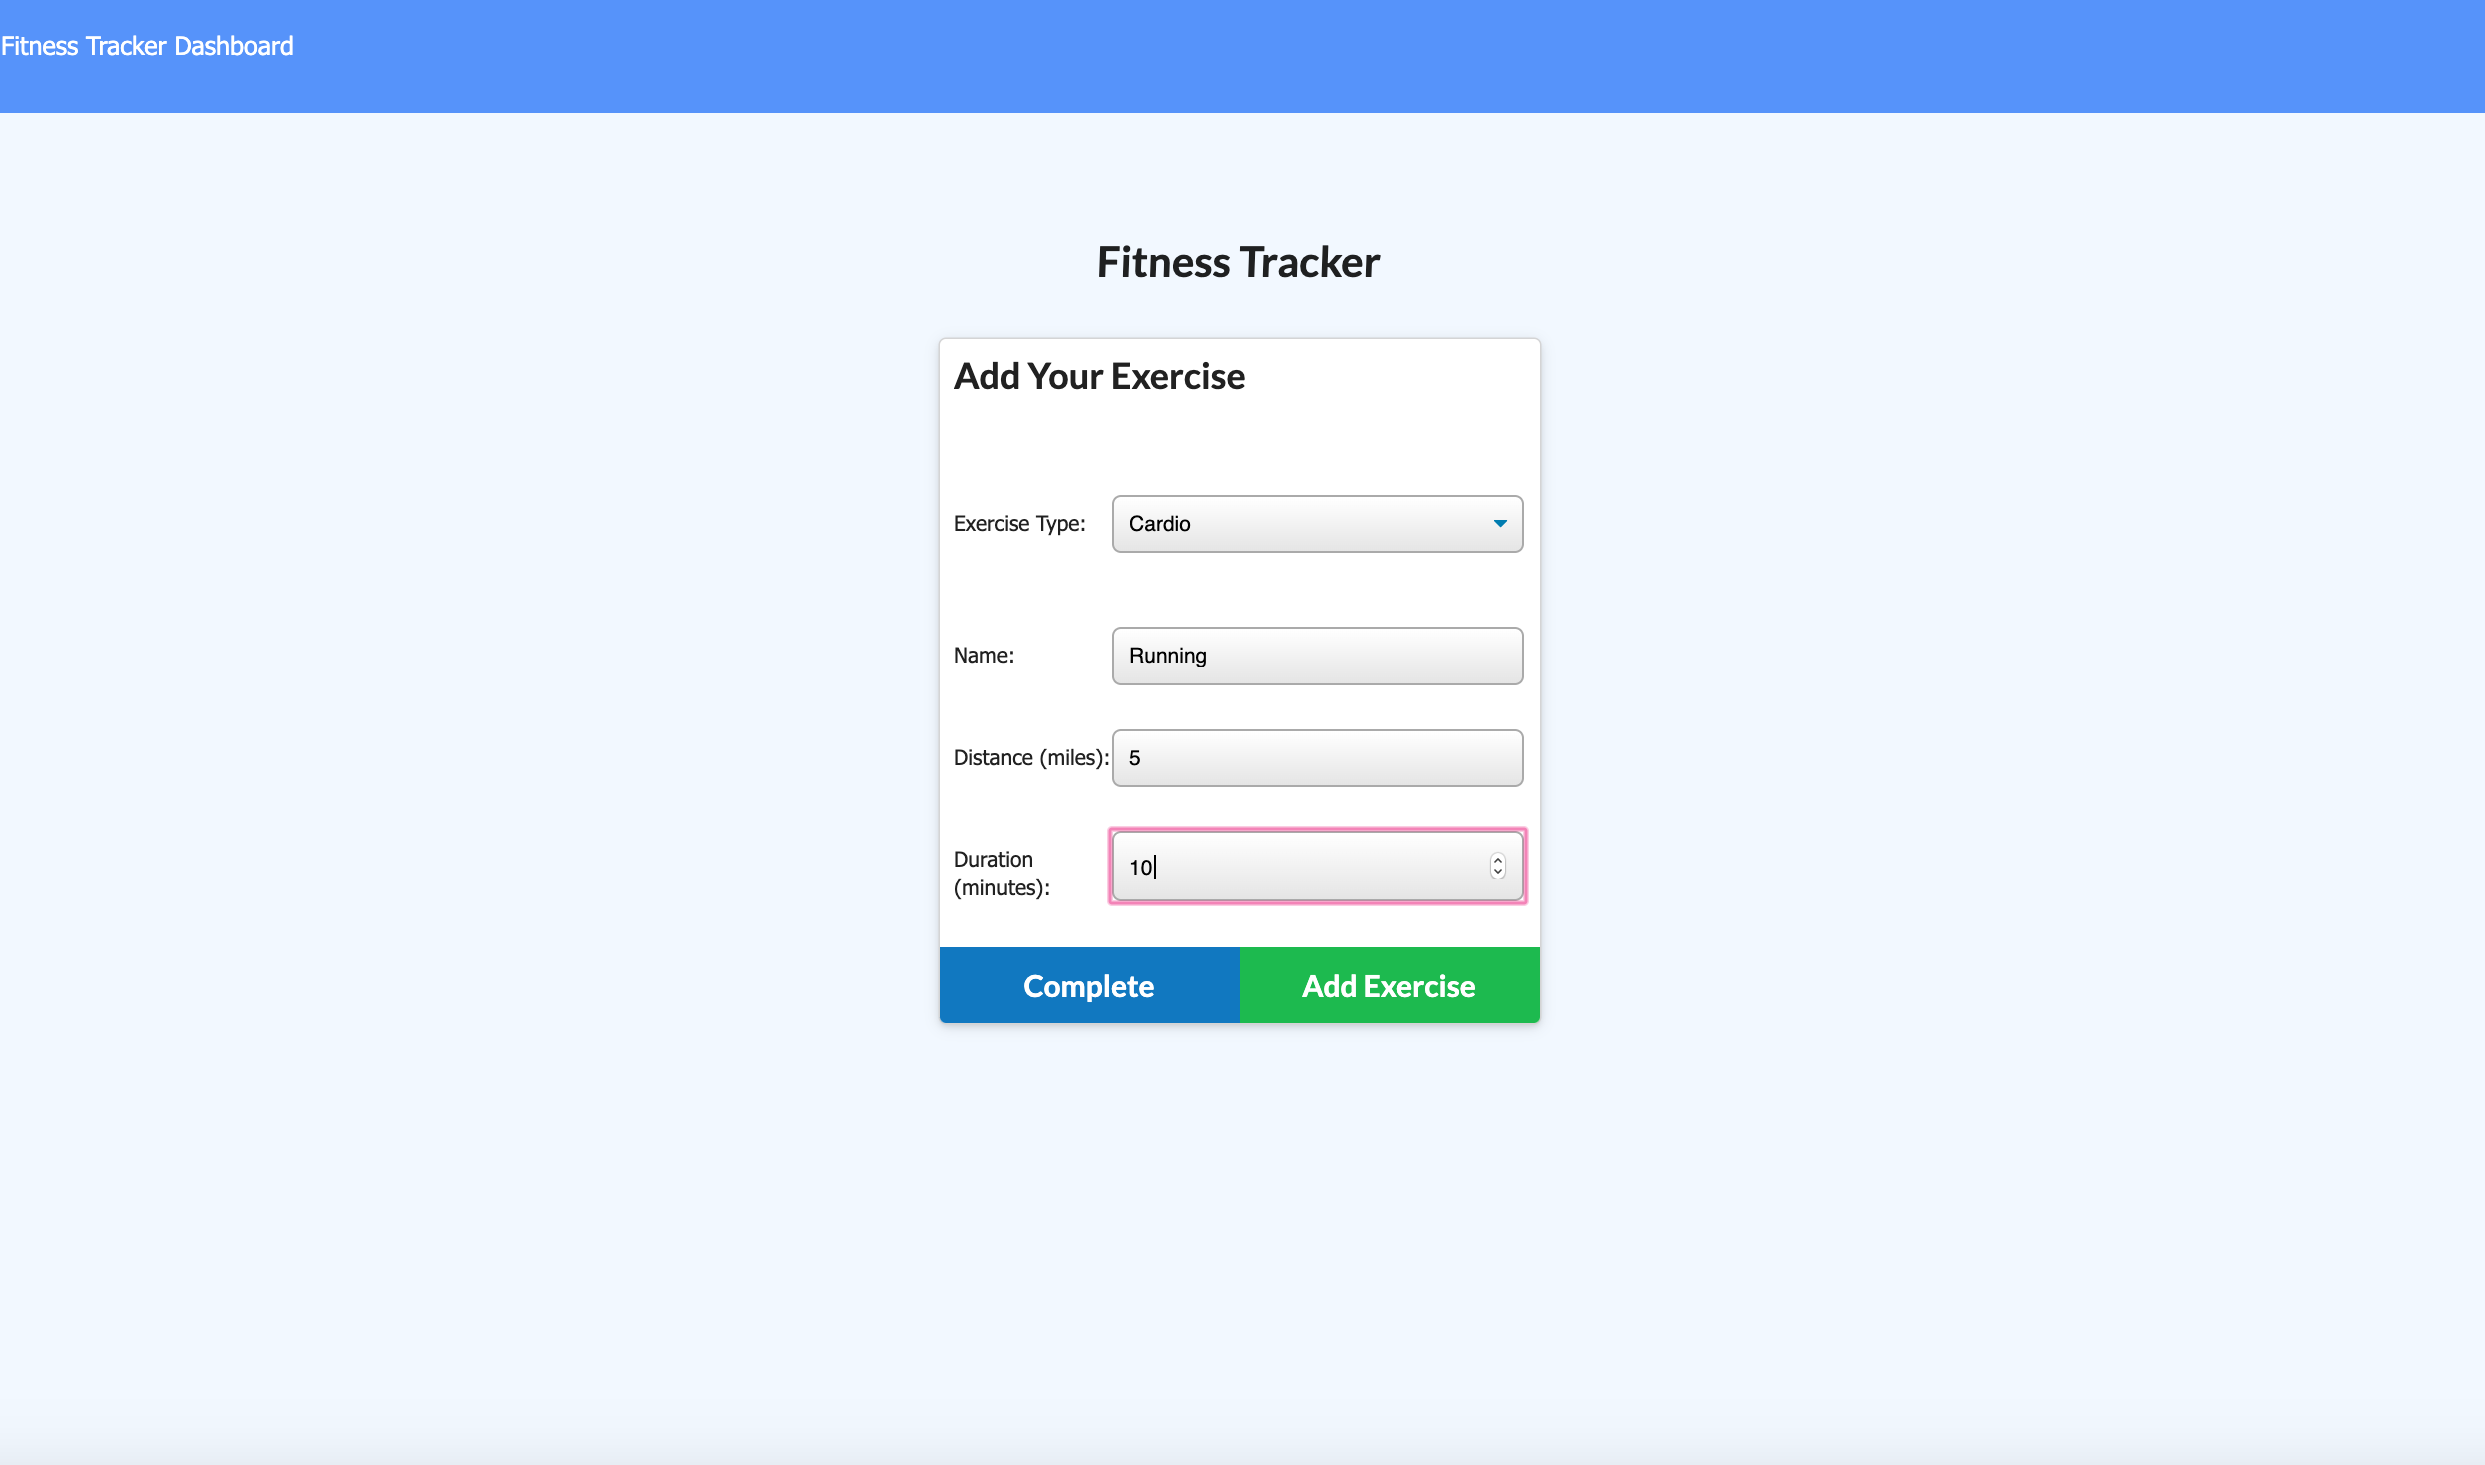 Fitness Tracker Dashboard
Fitness Tracker
Add Your Exercise
Exercise Type: Cardio
Name: Running
Distance (miles): 5
Duration
(minutes): 10
Complete Add Exercise